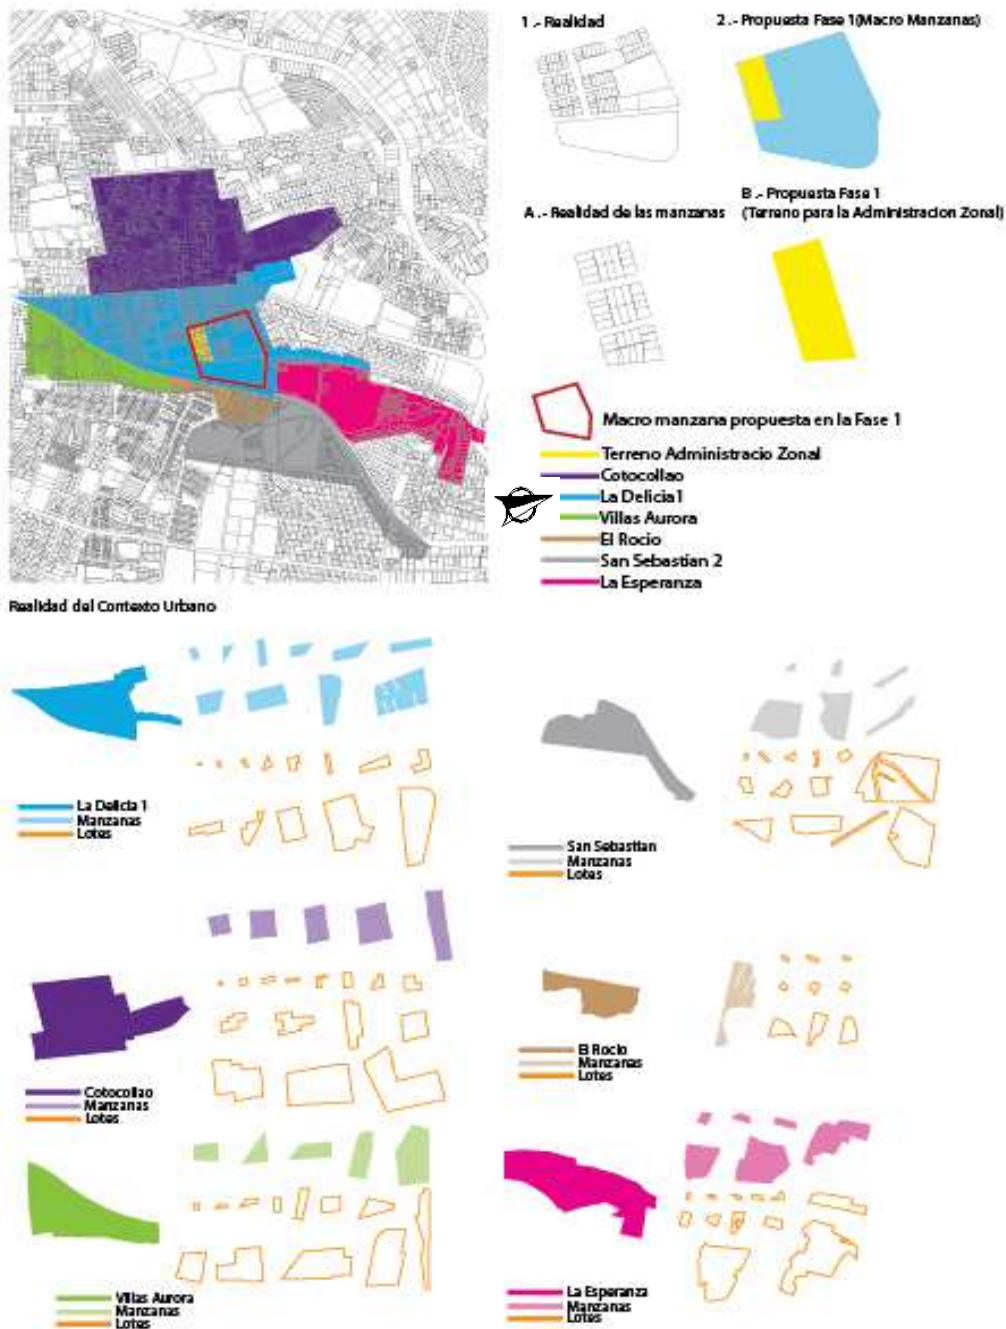 1 .- Realidad
2 .- Propuesta Fase 1(Macro Manzanas)
A .- Realidad de las manzanas
B .- Propuesta Fase 1
(Terreno para la Administracion Zonal)
Macro manzana propuesta en la Fase 1
Terreno Administracio Zonal
Cotocollao
La Delicia1
Villas Aurora
El Rocio
San Sebastian 2
La Esperanza
Realidad del Contexto Urbano
La Delicia 1
Manzanas
Lotes
San Sebastian
Manzanas
Lotes
Cotocollao
Manzanas
Lotes
El Rocio
Manzanas
Lotes
Villas Aurora
Manzanas
Lotes
La Esperanza
Manzanas
Lotes